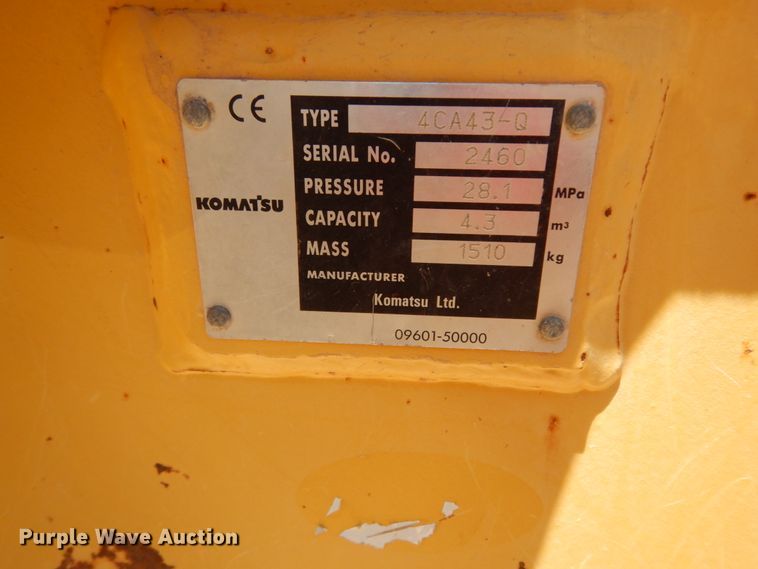 CE
TYPE 4CA43-Q
SERIAL No. 2460
PRESSURE 28.1 MPa
KOMATSU
CAPACITY 4.3 m³
MASS 1510 kg
MANUFACTURER
Komatsu Ltd.
09601-50000
Purple Wave Auction